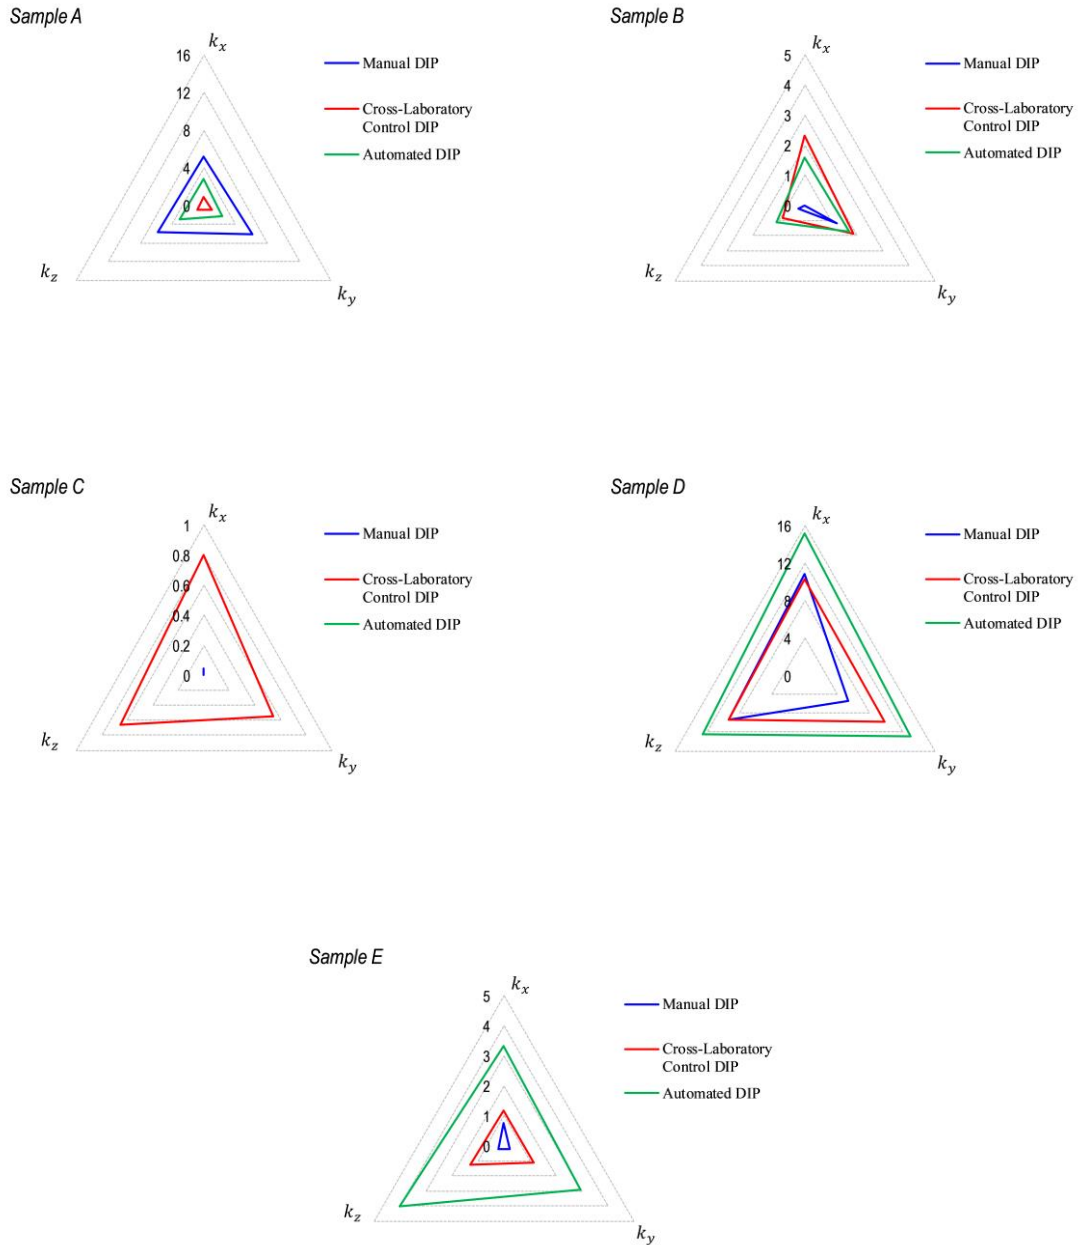 Sample A
k_x
16
12
8
4
0
k_z
k_y
Manual DIP
Cross-Laboratory
Control DIP
Automated DIP
Sample B
k_x
5
4
3
2
1
0
k_z
k_y
Manual DIP
Cross-Laboratory
Control DIP
Automated DIP
Sample C
k_x
1
0.8
0.6
0.4
0.2
0
k_z
k_y
Manual DIP
Cross-Laboratory
Control DIP
Automated DIP
Sample D
k_x
16
12
8
4
0
k_z
k_y
Manual DIP
Cross-Laboratory
Control DIP
Automated DIP
Sample E
k_x
5
4
3
2
1
0
k_z
k_y
Manual DIP
Cross-Laboratory
Control DIP
Automated DIP